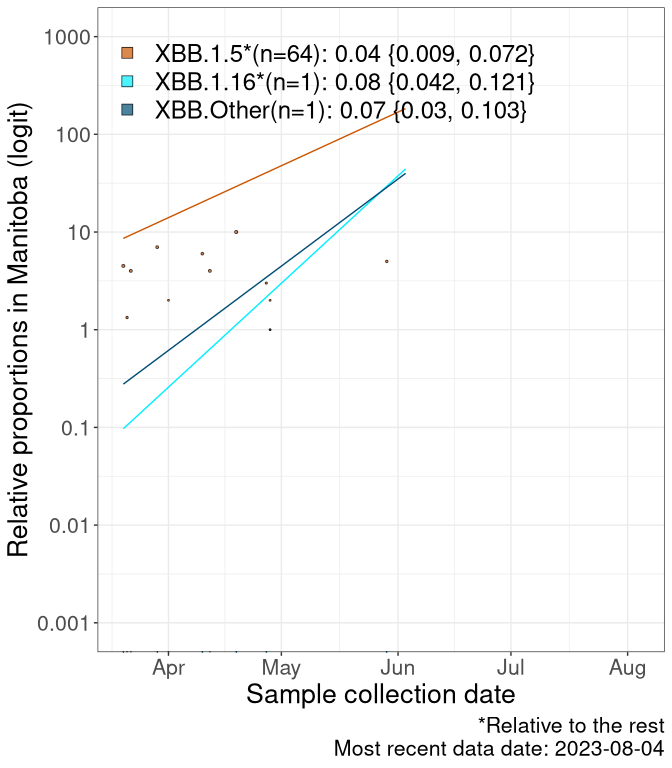 XBB.1.5*(n=64): 0.04 {0.009, 0.072}
XBB.1.16*(n=1): 0.08 {0.042, 0.121}
XBB.Other(n=1): 0.07 {0.03, 0.103}
Relative proportions in Manitoba (logit)
1000
100
10
1
0.1
0.01
0.001
Apr May Jun Jul Aug
Sample collection date
*Relative to the rest
Most recent data date: 2023-08-04